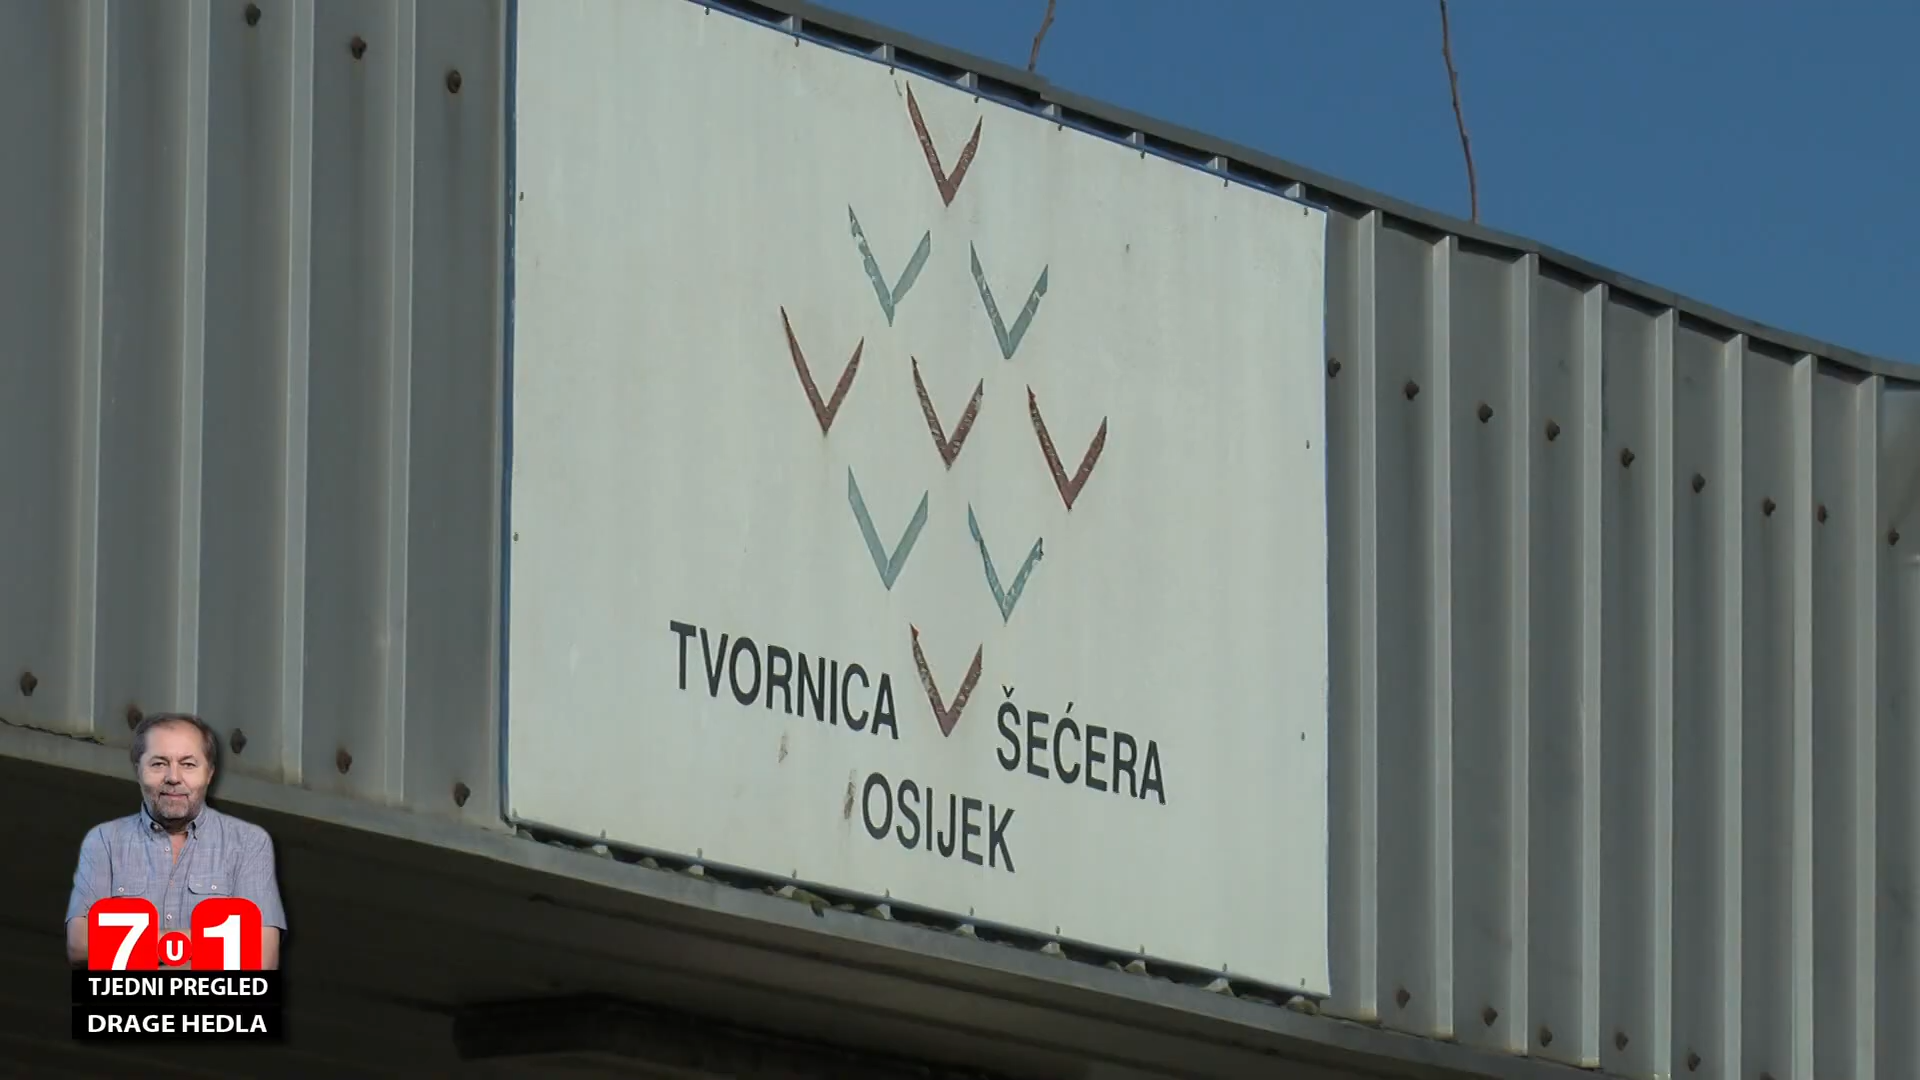 TVORNICA ŠEĆERA
OSIJEK
7 u 1
TJEDNI PREGLED
DRAGE HEDLA